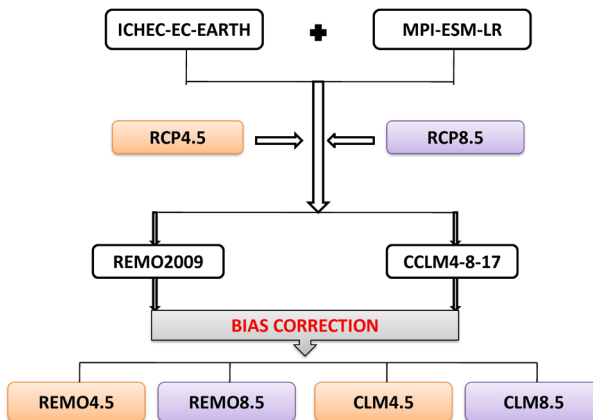 ICHEC-EC-EARTH
MPI-ESM-LR
RCP4.5
RCP8.5
REMO2009
CCLM4-8-17
BIAS CORRECTION
REMO4.5
REMO8.5
CLM4.5
CLM8.5